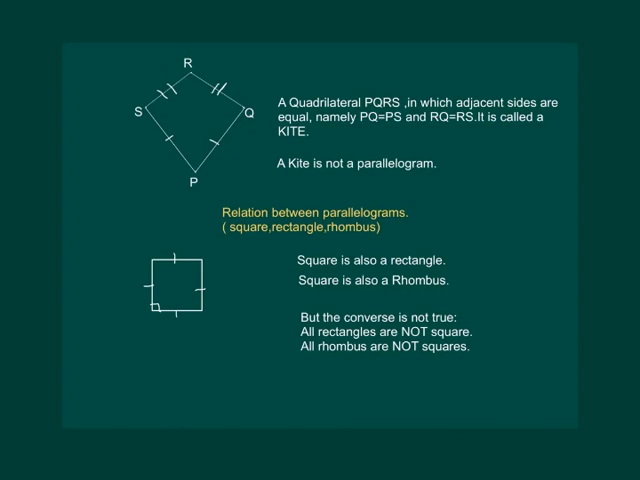 R
S
Q
P
A Quadrilateral PQRS ,in which adjacent sides are
equal, namely PQ=PS and RQ=RS.It is called a
KITE.
A Kite is not a parallelogram.
Relation between parallelograms.
( square,rectangle,rhombus)
Square is also a rectangle.
Square is also a Rhombus.
But the converse is not true:
All rectangles are NOT square.
All rhombus are NOT squares.